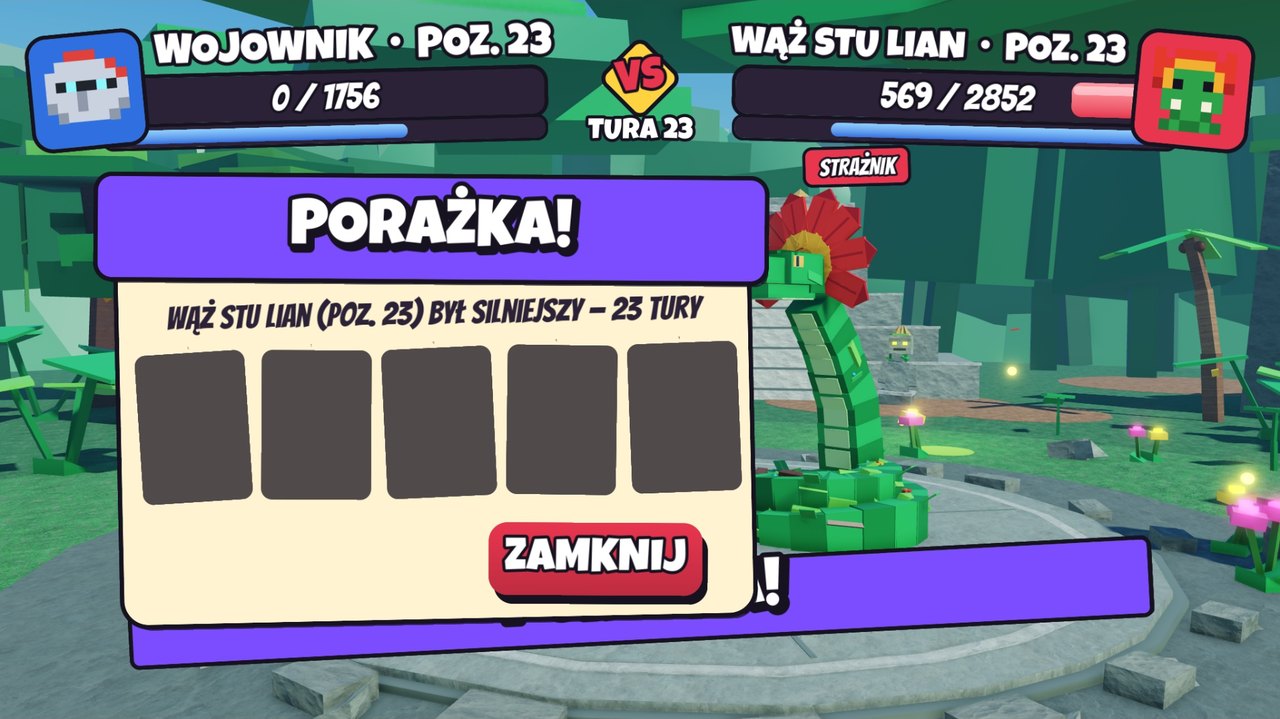 WOJOWNIK • POZ. 23
0 / 1756
VS
TURA 23
WĄŻ STU LIAN • POZ. 23
569 / 2852
STRAŻNIK
PORAŻKA!
WĄŻ STU LIAN (POZ. 23) BYŁ SILNIEJSZY – 23 TURY
ZAMKNIJ